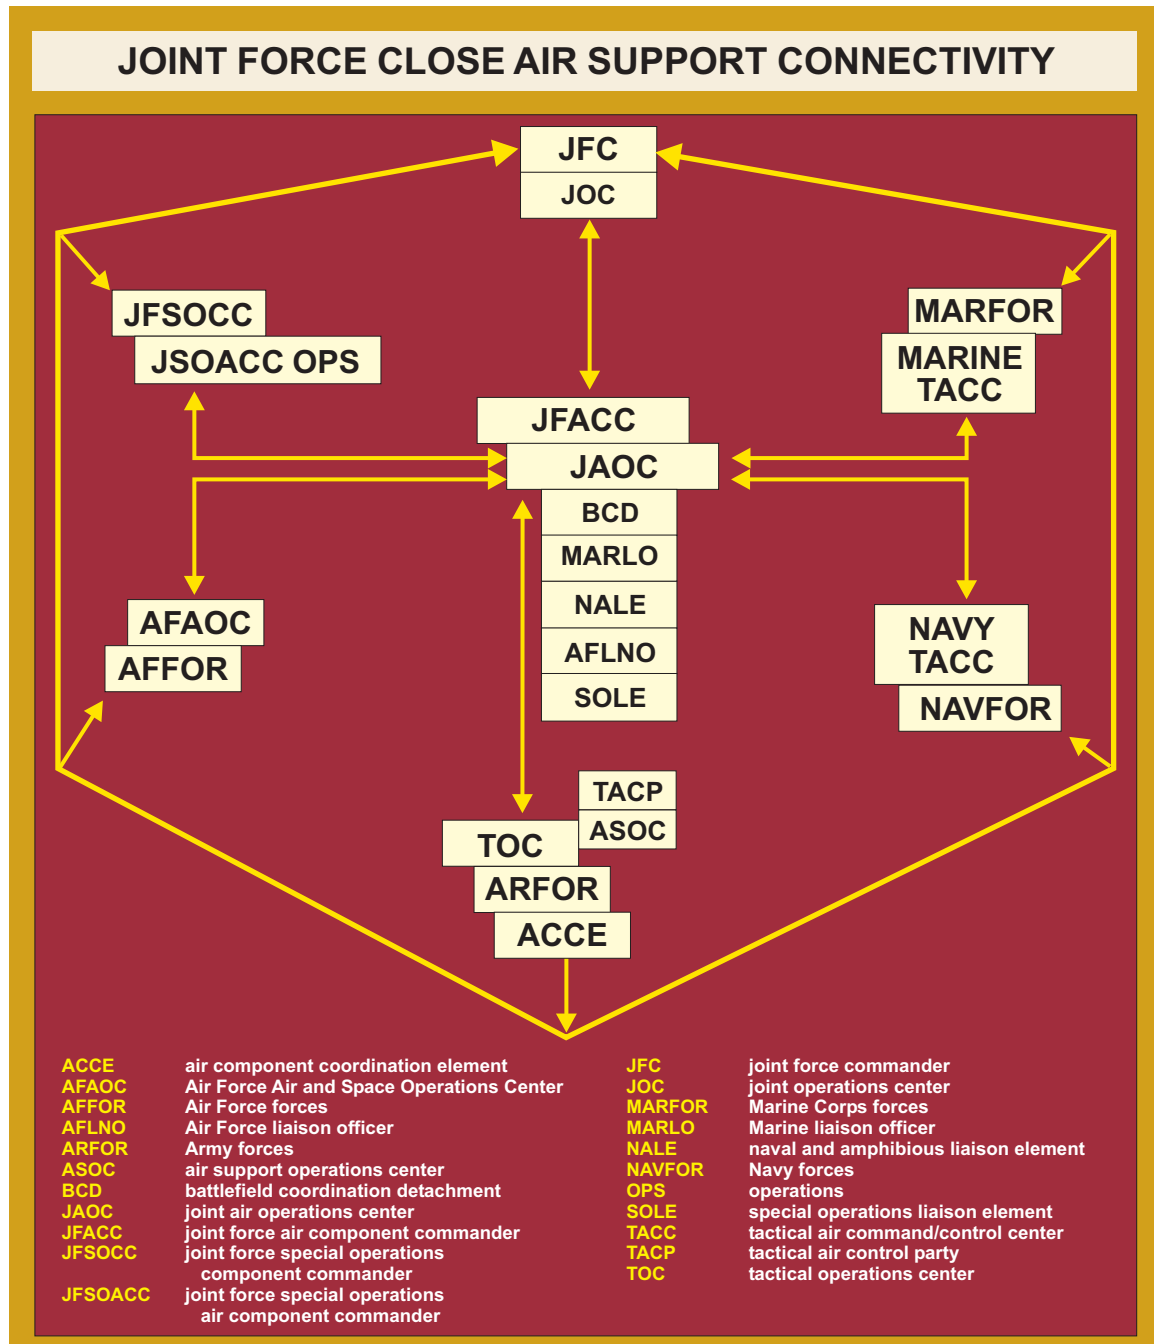 JOINT FORCE CLOSE AIR SUPPORT CONNECTIVITY
JFC
JOC
JFSOCC
JSOACC OPS
MARFOR
MARINE
TACC
JFACC
JAOC
BCD
MARLO
NALE
AFLNO
SOLE
AFAOC
AFFOR
NAVY
TACC
NAVFOR
TACP
ASOC
TOC
ARFOR
ACCE
ACCE air component coordination element
AFAOC Air Force Air and Space Operations Center
AFFOR Air Force forces
AFLNO Air Force liaison officer
ARFOR Army forces
ASOC air support operations center
BCD battlefield coordination detachment
JAOC joint air operations center
JFACC joint force air component commander
JFSOCC joint force special operations
component commander
JFSOACC joint force special operations
air component commander
JFC joint force commander
JOC joint operations center
MARFOR Marine Corps forces
MARLO Marine liaison officer
NALE naval and amphibious liaison element
NAVFOR Navy forces
OPS operations
SOLE special operations liaison element
TACC tactical air command/control center
TACP tactical air control party
TOC tactical operations center